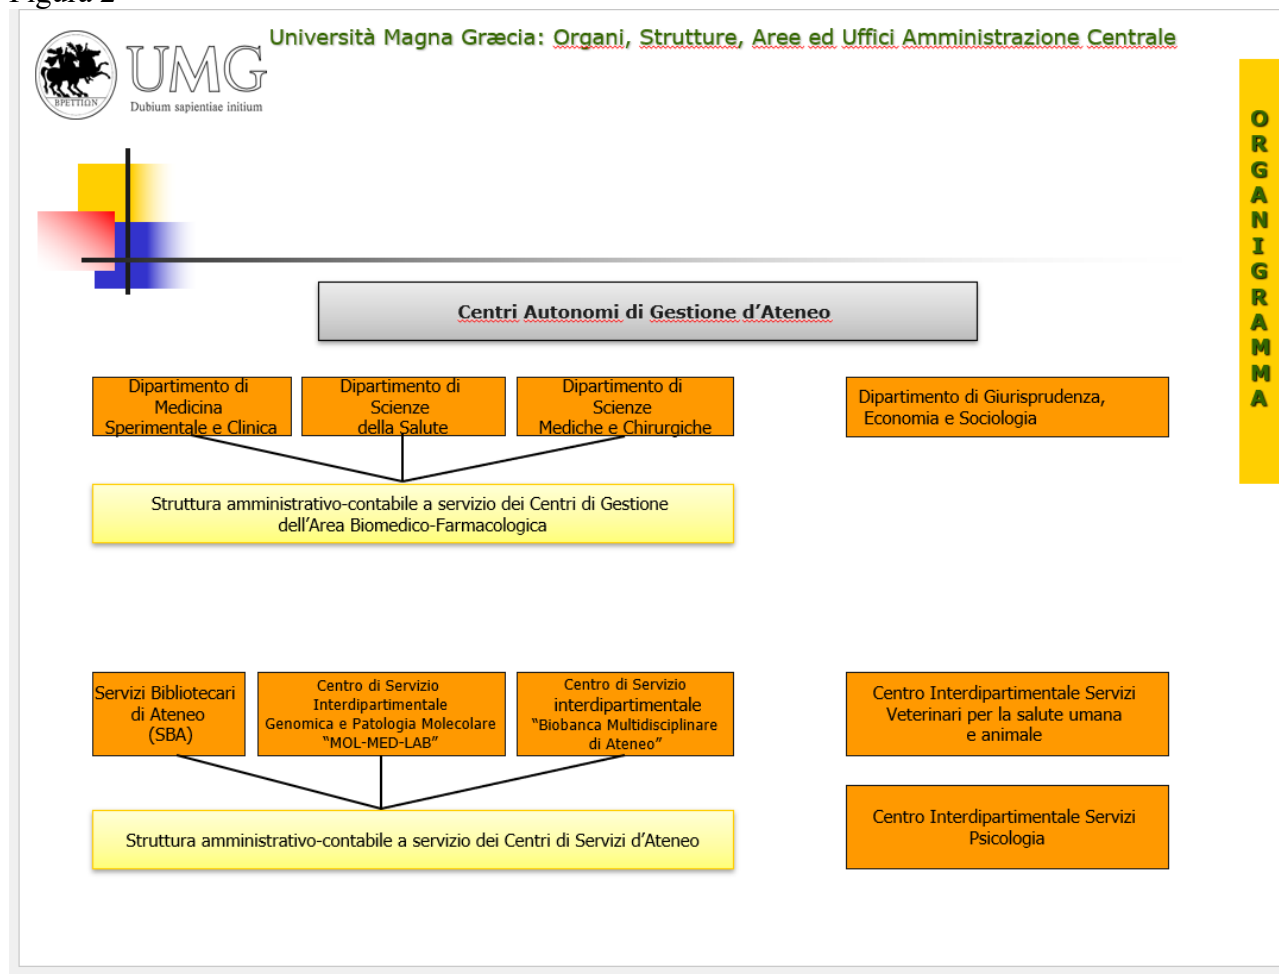 Figura 2
Università Magna Græcia: Organi, Strutture, Aree ed Uffici Amministrazione Centrale
UMG
Dubium sapientiae initium
ΒΡΕΤΤΙΩΝ
ORGANIGRAMMA
Centri Autonomi di Gestione d’Ateneo
Dipartimento di
Medicina
Sperimentale e Clinica
Dipartimento di
Scienze
della Salute
Dipartimento di
Scienze
Mediche e Chirurgiche
Dipartimento di Giurisprudenza,
Economia e Sociologia
Struttura amministrativo-contabile a servizio dei Centri di Gestione
dell’Area Biomedico-Farmacologica
Servizi Bibliotecari
di Ateneo
(SBA)
Centro di Servizio
Interdipartimentale
Genomica e Patologia Molecolare
“MOL-MED-LAB”
Centro di Servizio
interdipartimentale
“Biobanca Multidisciplinare
di Ateneo”
Centro Interdipartimentale Servizi
Veterinari per la salute umana
e animale
Struttura amministrativo-contabile a servizio dei Centri di Servizi d’Ateneo
Centro Interdipartimentale Servizi
Psicologia